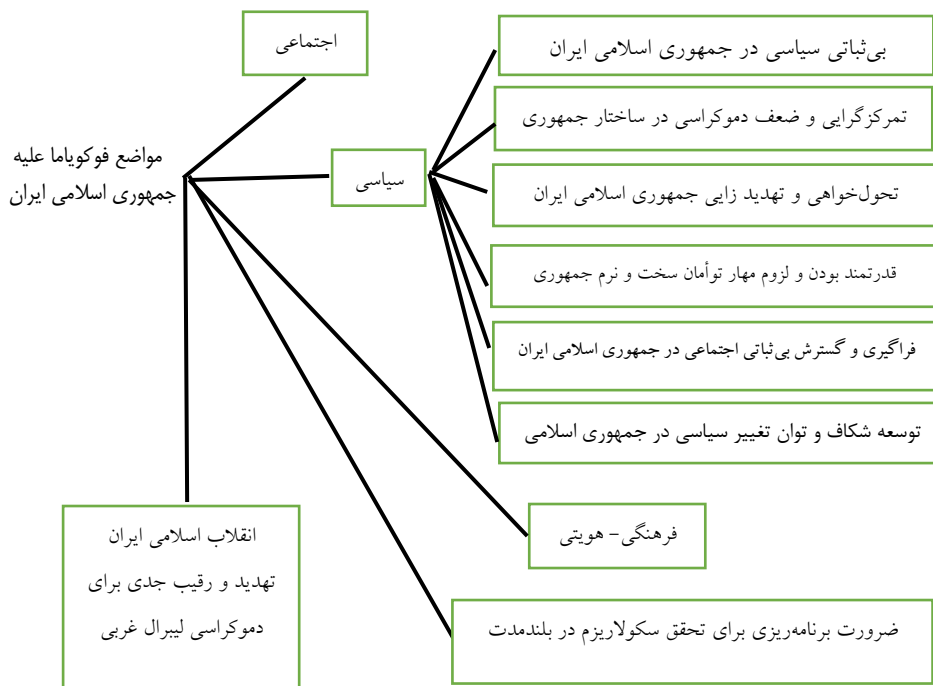 اجتماعی
بی‌ثباتی سیاسی در جمهوری اسلامی ایران
تمرکزگرایی و ضعف دموکراسی در ساختار جمهوری
مواضع فوکویاما علیه
جمهوری اسلامی ایران
سیاسی
تحول‌خواهی و تهدید زایی جمهوری اسلامی ایران
قدرتمند بودن و لزوم مهار توأمان سخت و نرم جمهوری
فراگیری و گسترش بی‌ثباتی اجتماعی در جمهوری اسلامی ایران
توسعه شکاف و توان تغییر سیاسی در جمهوری اسلامی
فرهنگی- هویتی
انقلاب اسلامی ایران
تهدید و رقیب جدی برای
دموکراسی لیبرال غربی
ضرورت برنامه‌ریزی برای تحقق سکولاریزم در بلندمدت